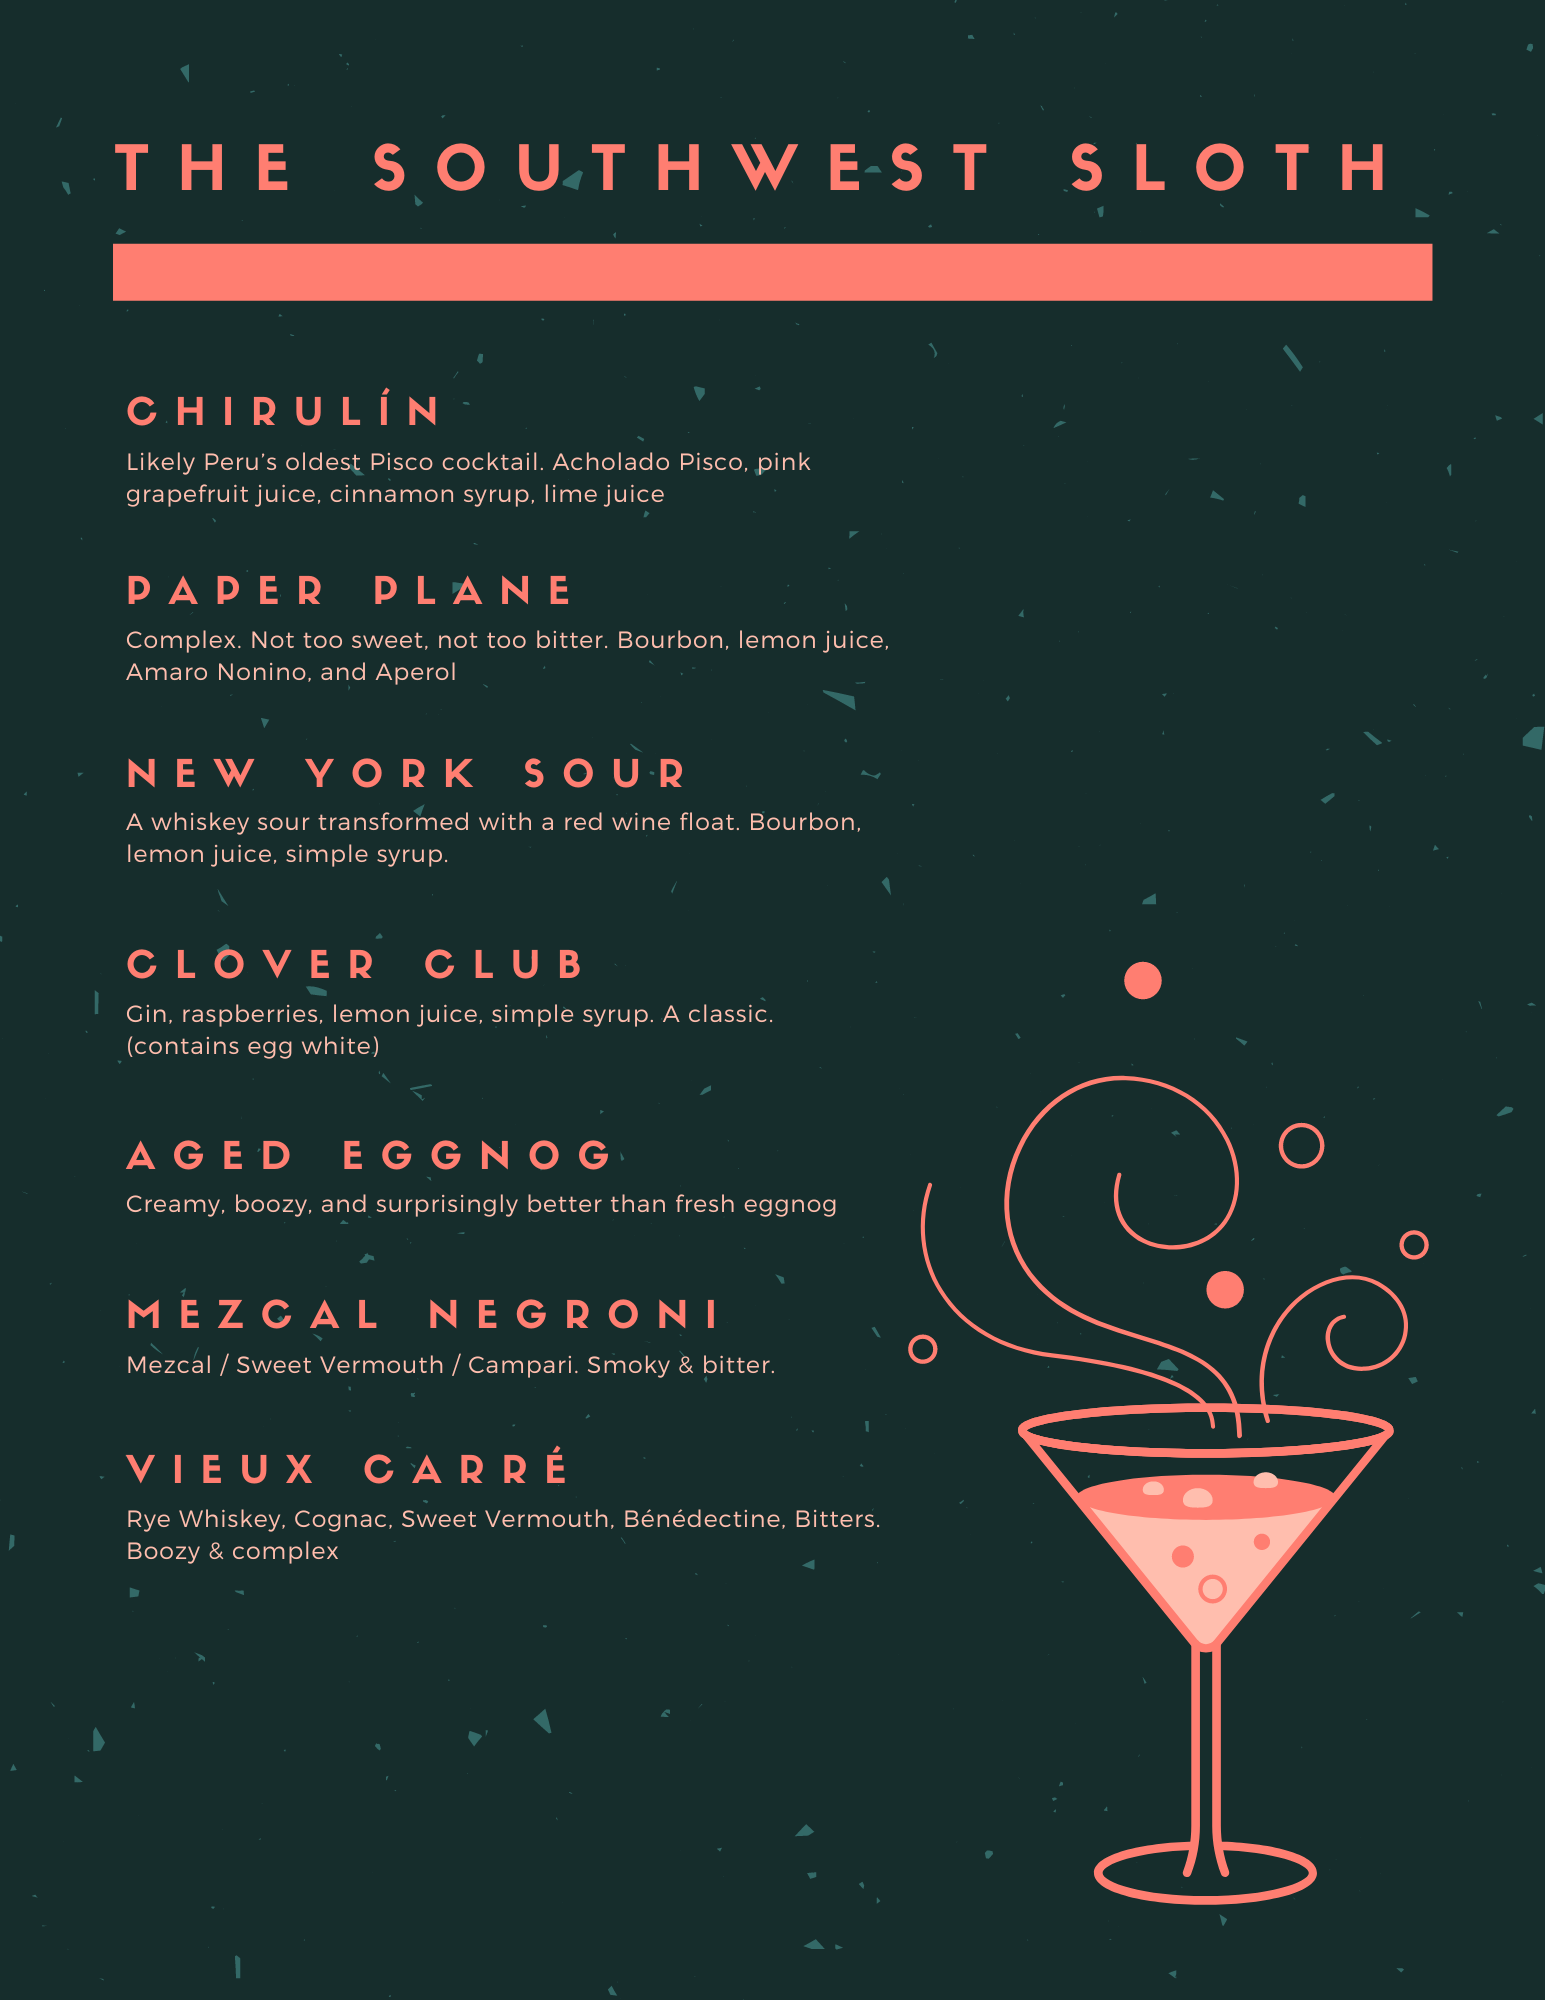 THE SOUTHWEST SLOTH
CHIRULÍN
Likely Peru’s oldest Pisco cocktail. Acholado Pisco, pink
grapefruit juice, cinnamon syrup, lime juice
PAPER PLANE
Complex. Not too sweet, not too bitter. Bourbon, lemon juice,
Amaro Nonino, and Aperol
NEW YORK SOUR
A whiskey sour transformed with a red wine float. Bourbon,
lemon juice, simple syrup.
CLOVER CLUB
Gin, raspberries, lemon juice, simple syrup. A classic.
(contains egg white)
AGED EGGNOG
Creamy, boozy, and surprisingly better than fresh eggnog
MEZCAL NEGRONI
Mezcal / Sweet Vermouth / Campari. Smoky & bitter.
VIEUX CARRÉ
Rye Whiskey, Cognac, Sweet Vermouth, Bénédectine, Bitters.
Boozy & complex